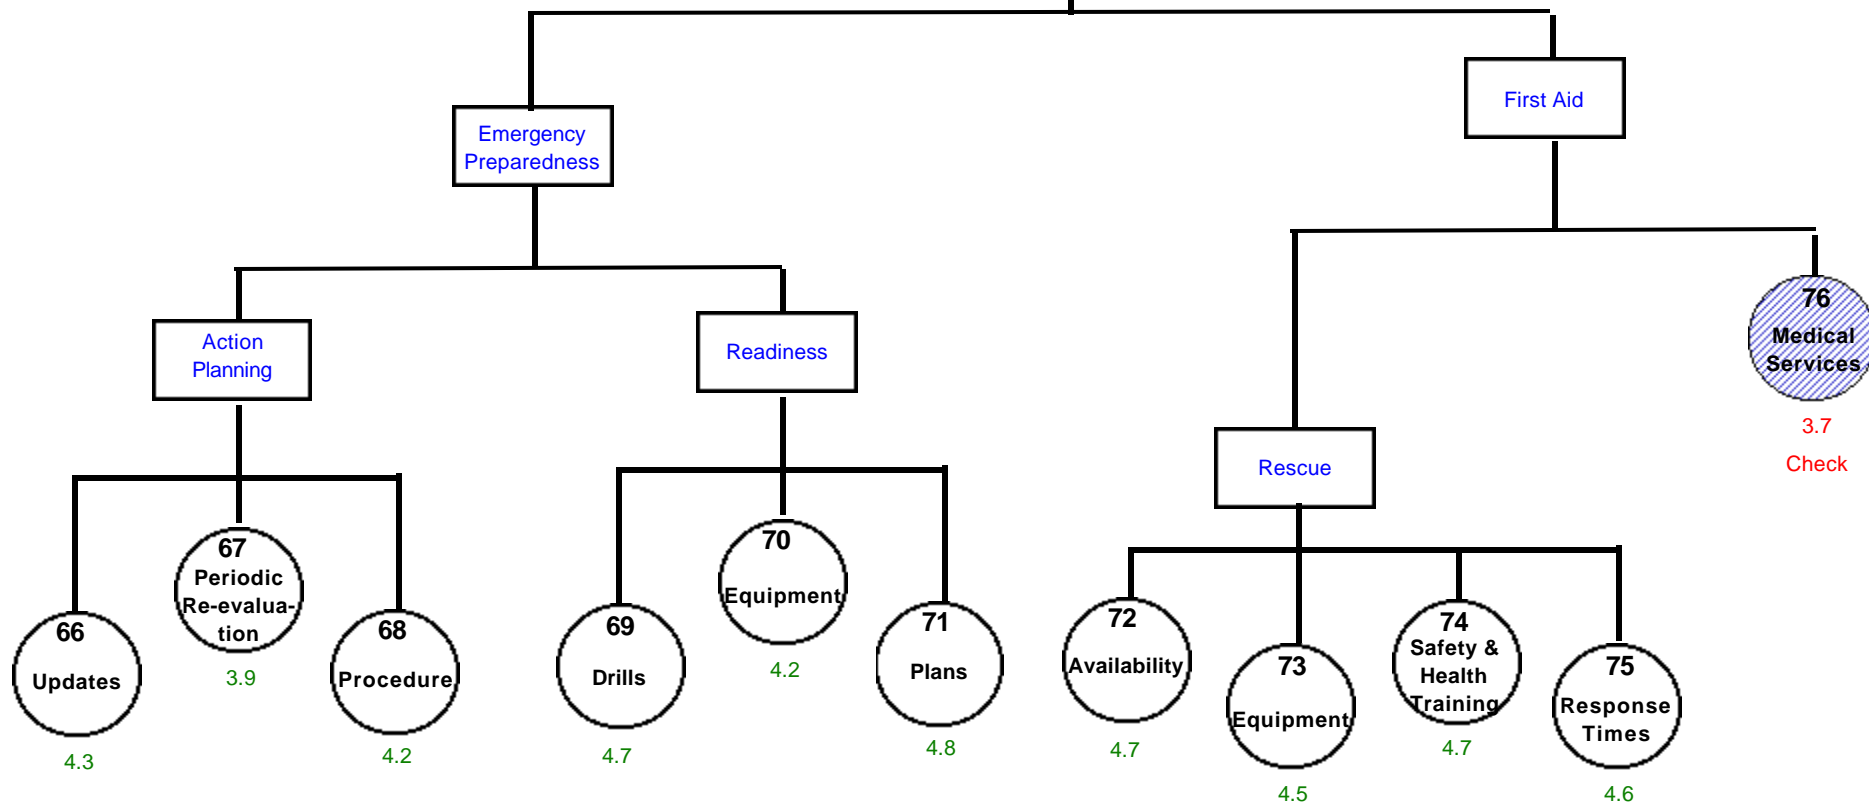 First Aid
Emergency
Preparedness
Action
Planning
Readiness
76
Medical
Services
3.7
Check
Rescue
67
Periodic
Re-evalua-
tion
3.9
66
Updates
4.3
68
Procedure
4.2
69
Drills
4.7
70
Equipment
4.2
71
Plans
4.8
72
Availability
4.7
73
Equipment
4.5
74
Safety &
Health
Training
4.7
75
Response
Times
4.6